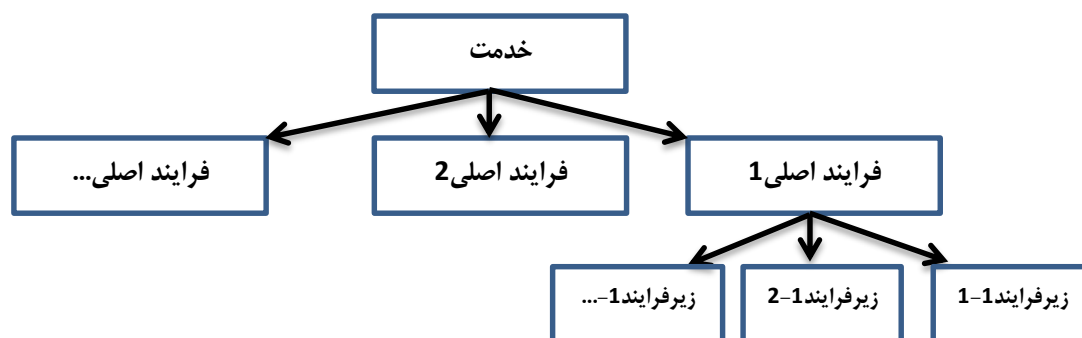 خدمت
فرایند اصلی1
فرایند اصلی2
فرایند اصلی...
زیرفرایند1-1
زیرفرایند1-2
زیرفرایند1-...